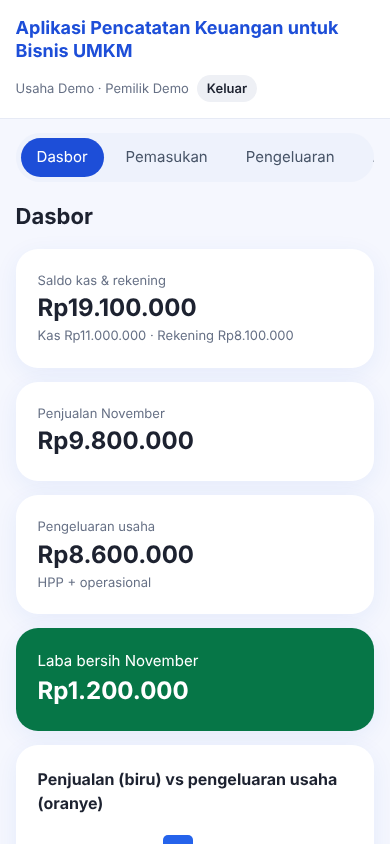 Aplikasi Pencatatan Keuangan untuk
Bisnis UMKM
Usaha Demo · Pemilik Demo Keluar
Dasbor Pemasukan Pengeluaran
Dasbor
Saldo kas & rekening
Rp19.100.000
Kas Rp11.000.000 · Rekening Rp8.100.000
Penjualan November
Rp9.800.000
Pengeluaran usaha
Rp8.600.000
HPP + operasional
Laba bersih November
Rp1.200.000
Penjualan (biru) vs pengeluaran usaha
(oranye)